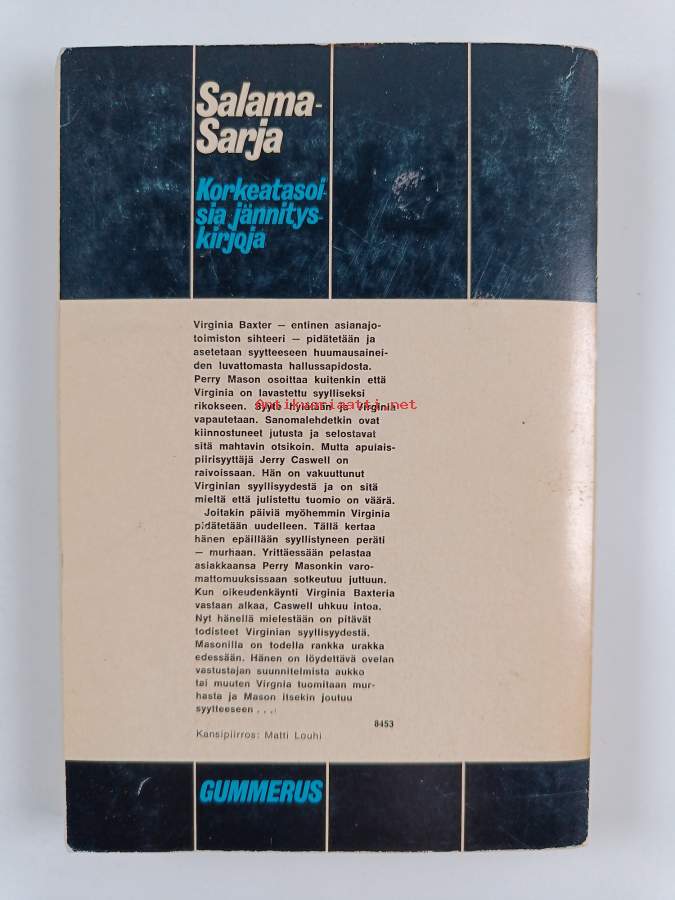 Salama-
Sarja
Korkeatasoi-
sia jännitys-
kirjoja
Virginia Baxter — entinen asianajo-
toimiston sihteeri — pidätetään ja
asetetaan syytteeseen huumausainei-
den luvattomasta hallussapidosta.
Perry Mason osoittaa kuitenkin että
Virginia on lavastettu syylliseksi
rikokseen. Syyte hylätään ja Virginia
Antikvariaatti.net
vapautetaan. Sanomalehdetkin ovat
kiinnostuneet jutusta ja selostavat
sitä mahtavin otsikoin. Mutta apulais-
piirisyyttäjä Jerry Caswell on
raivoissaan. Hän on vakuuttunut
Virginian syyllisyydestä ja on sitä
mieltä että julistettu tuomio on väärä.
Joitakin päiviä myöhemmin Virginia
pidätetään uudelleen. Tällä kertaa
hänen epäillään syyllistyneen peräti
— murhaan. Yrittäessään pelastaa
asiakkaansa Perry Masonkin varo-
mattomuuksissaan sotkeutuu juttuun.
Kun oikeudenkäynti Virginia Baxteria
vastaan alkaa, Caswell uhkuu intoa.
Nyt hänellä mielestään on pitävät
todisteet Virginian syyllisyydestä.
Masonilla on todella rankka urakka
edessään. Hänen on löydettävä ovelan
vastustajan suunnitelmista aukko
tai muuten Virgnia tuomitaan mur-
hasta ja Mason itsekin joutuu
syytteeseen . . .
8453
Kansipiirros: Matti Louhi
GUMMERUS